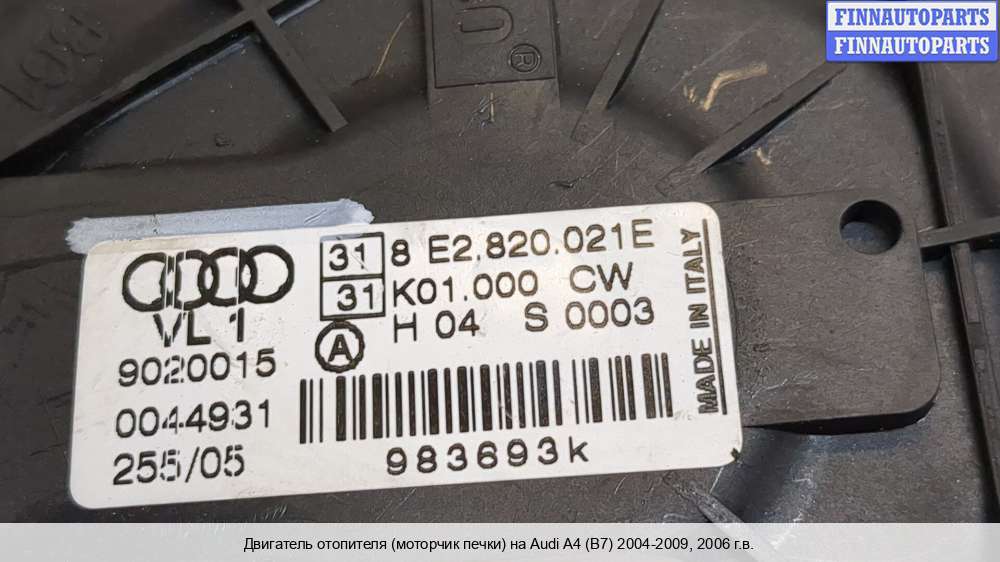 FINNAUTOPARTS
FINNAUTOPARTS
®
31 8 E2.820.021E
31 K01.000 CW
VL 1
A H 04 S 0003
9020015
0044931
255/05
983693k
MADE IN ITALY
Двигатель отопителя (моторчик печки) на Audi A4 (B7) 2004-2009, 2006 г.в.